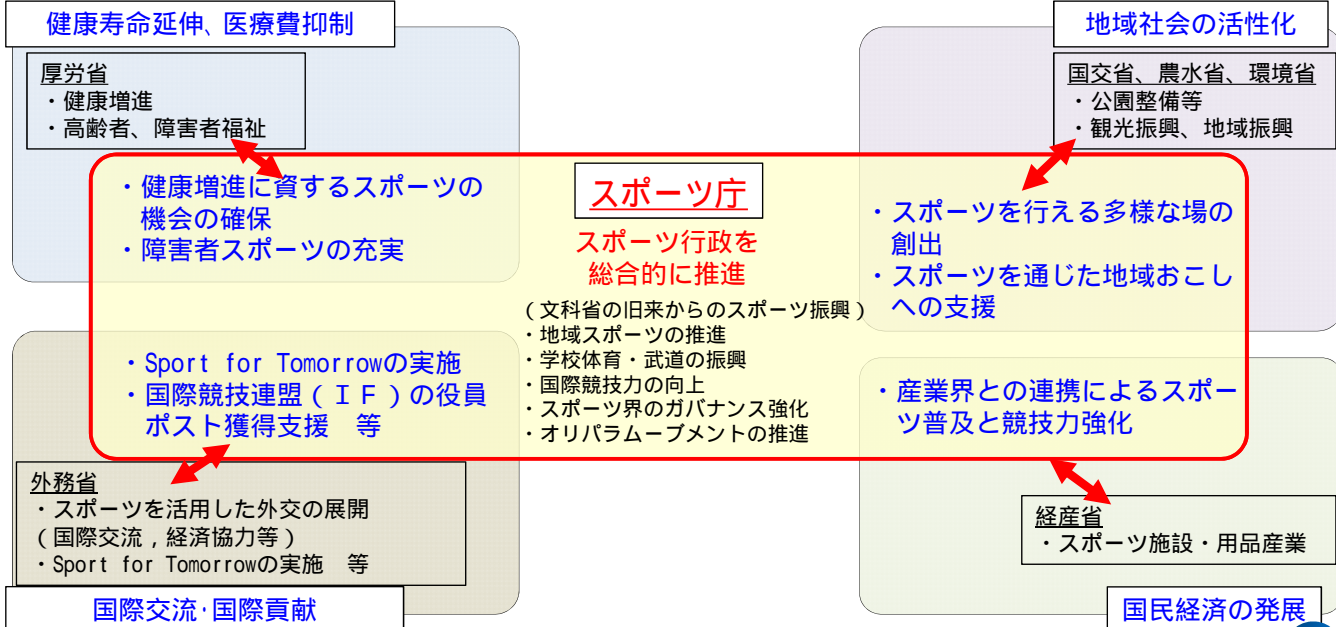 健康寿命延伸、医療費抑制
厚労省
・健康増進
・高齢者、障害者福祉
地域社会の活性化
国交省、農水省、環境省
・公園整備等
・観光振興、地域振興
・健康増進に資するスポーツの
機会の確保
・障害者スポーツの充実
スポーツ庁
スポーツ行政を
総合的に推進
(文科省の旧来からのスポーツ振興)
・地域スポーツの推進
・学校体育・武道の振興
・国際競技力の向上
・スポーツ界のガバナンス強化
・オリパラムーブメントの推進
・スポーツを行える多様な場の
創出
・スポーツを通じた地域おこし
への支援
・Sport for Tomorrowの実施
・国際競技連盟(IF)の役員
ポスト獲得支援 等
・産業界との連携によるスポー
ツ普及と競技力強化
外務省
・スポーツを活用した外交の展開
(国際交流,経済協力等)
・Sport for Tomorrowの実施 等
国際交流・国際貢献
経産省
・スポーツ施設・用品産業
国民経済の発展